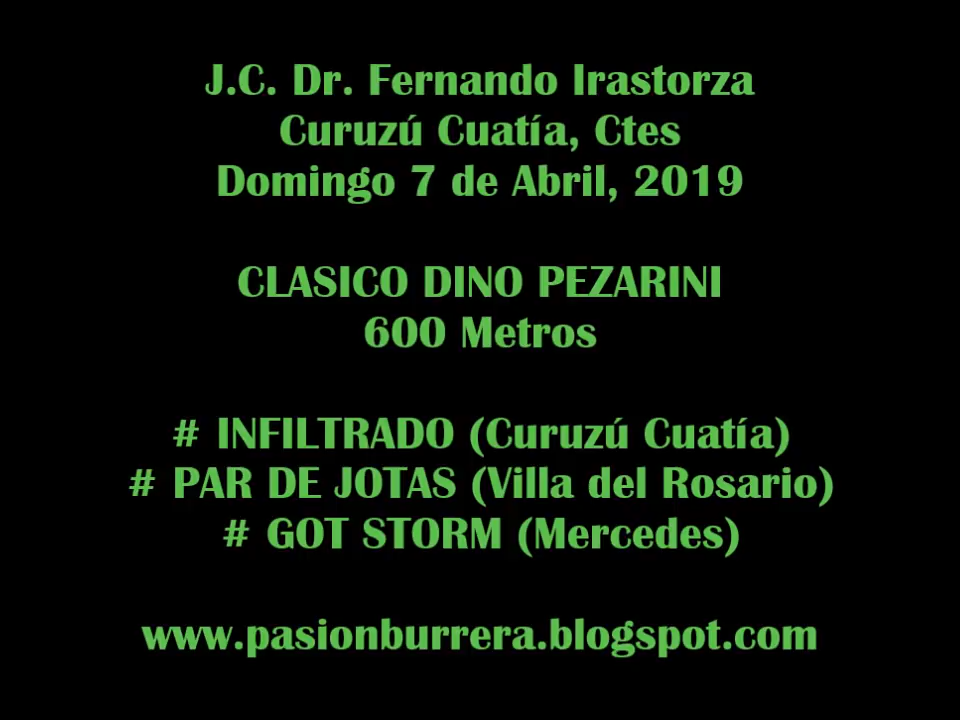 J.C. Dr. Fernando Irastorza
Curuzú Cuatía, Ctes
Domingo 7 de Abril, 2019
CLASICO DINO PEZARINI
600 Metros
# INFILTRADO (Curuzú Cuatía)
# PAR DE JOTAS (Villa del Rosario)
# GOT STORM (Mercedes)
www.pasionburrera.blogspot.com